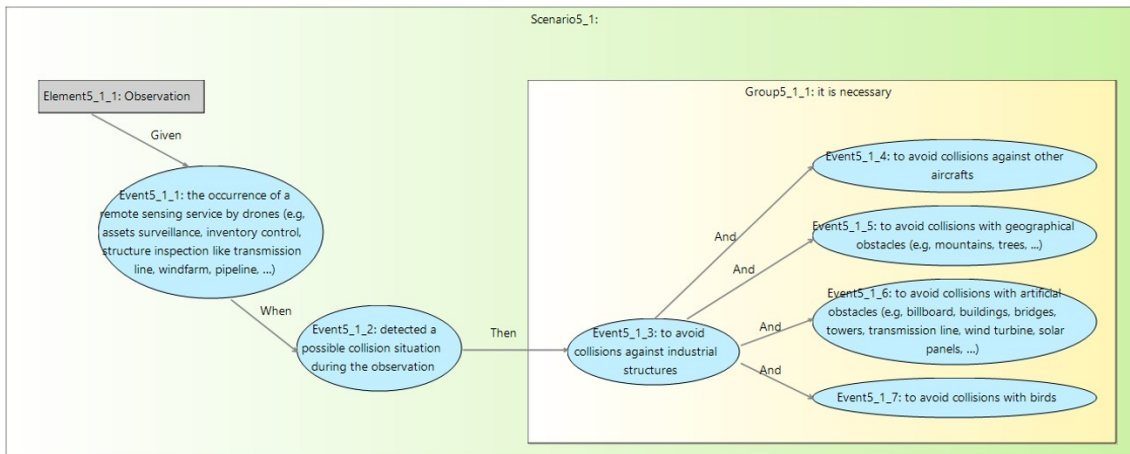 Scenario5_1:
Element5_1_1: Observation
Given
Event5_1_1: the occurrence of a
remote sensing service by drones (e.g,
assets surveillance, inventory control,
structure inspection like transmission
line, windfarm, pipeline, ...)
When
Event5_1_2: detected a
possible collision situation
during the observation
Then
Group5_1_1: it is necessary
Event5_1_3: to avoid
collisions against industrial
structures
And
Event5_1_4: to avoid collisions against other
aircrafts
And
Event5_1_5: to avoid collisions with geographical
obstacles (e.g, mountains, trees, ...)
And
Event5_1_6: to avoid collisions with artificial
obstacles (e.g, billboard, buildings, bridges,
towers, transmission line, wind turbine, solar
panels, ...)
And
Event5_1_7: to avoid collisions with birds